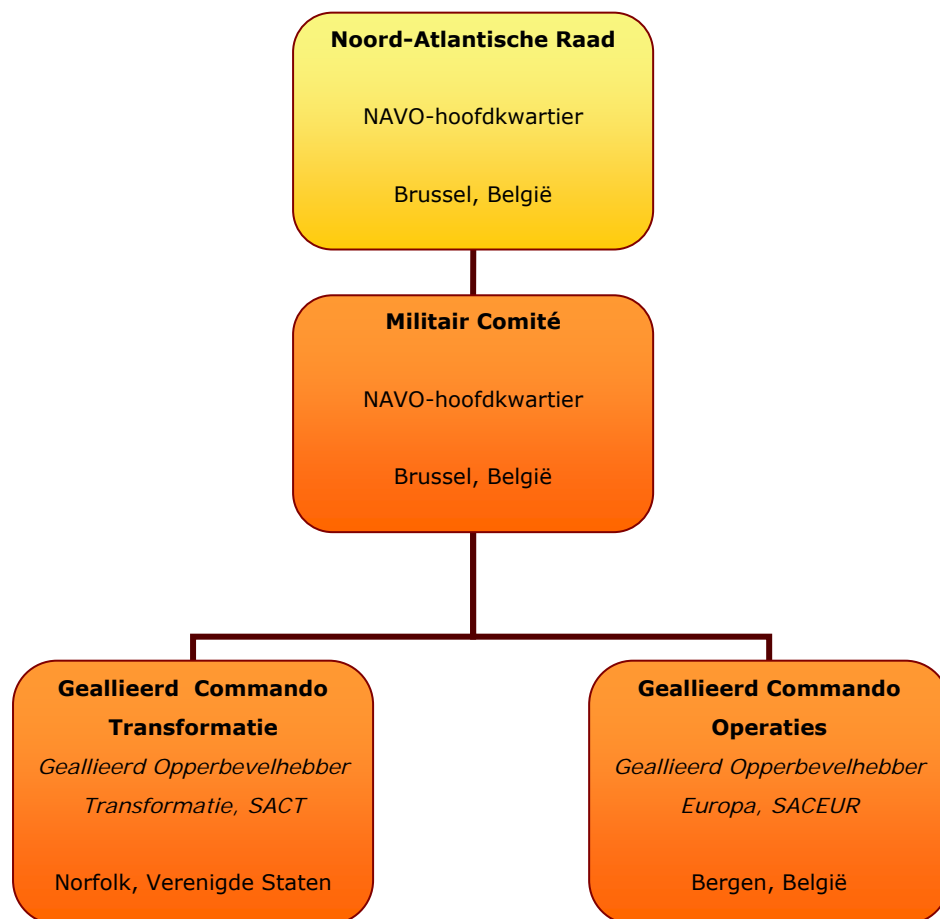 Noord-Atlantische Raad
NAVO-hoofdkwartier
Brussel, België
Militair Comité
NAVO-hoofdkwartier
Brussel, België
Geallieerd Commando
Transformatie
Geallieerd Opperbevelhebber
Transformatie, SACT
Norfolk, Verenigde Staten
Geallieerd Commando
Operaties
Geallieerd Opperbevelhebber
Europa, SACEUR
Bergen, België